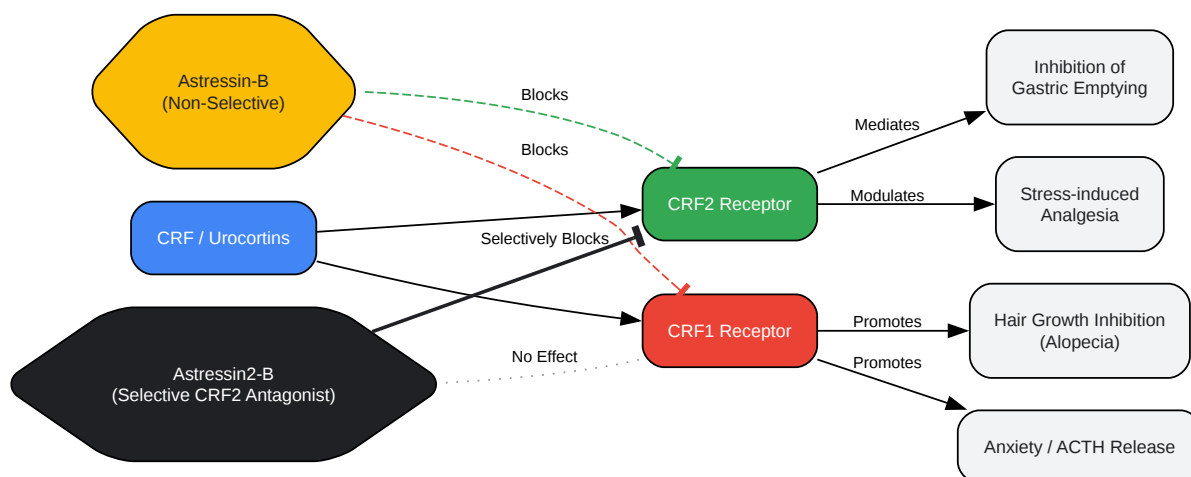 Astressin-B
(Non-Selective)
Blocks
Blocks
Inhibition of
Gastric Emptying
Mediates
CRF2 Receptor
Modulates
Stress-induced
Analgesia
CRF / Urocortins
Selectively Blocks
CRF1 Receptor
Promotes
Hair Growth Inhibition
(Alopecia)
No Effect
Promotes
Astressin2-B
(Selective CRF2 Antagonist)
Anxiety / ACTH Release